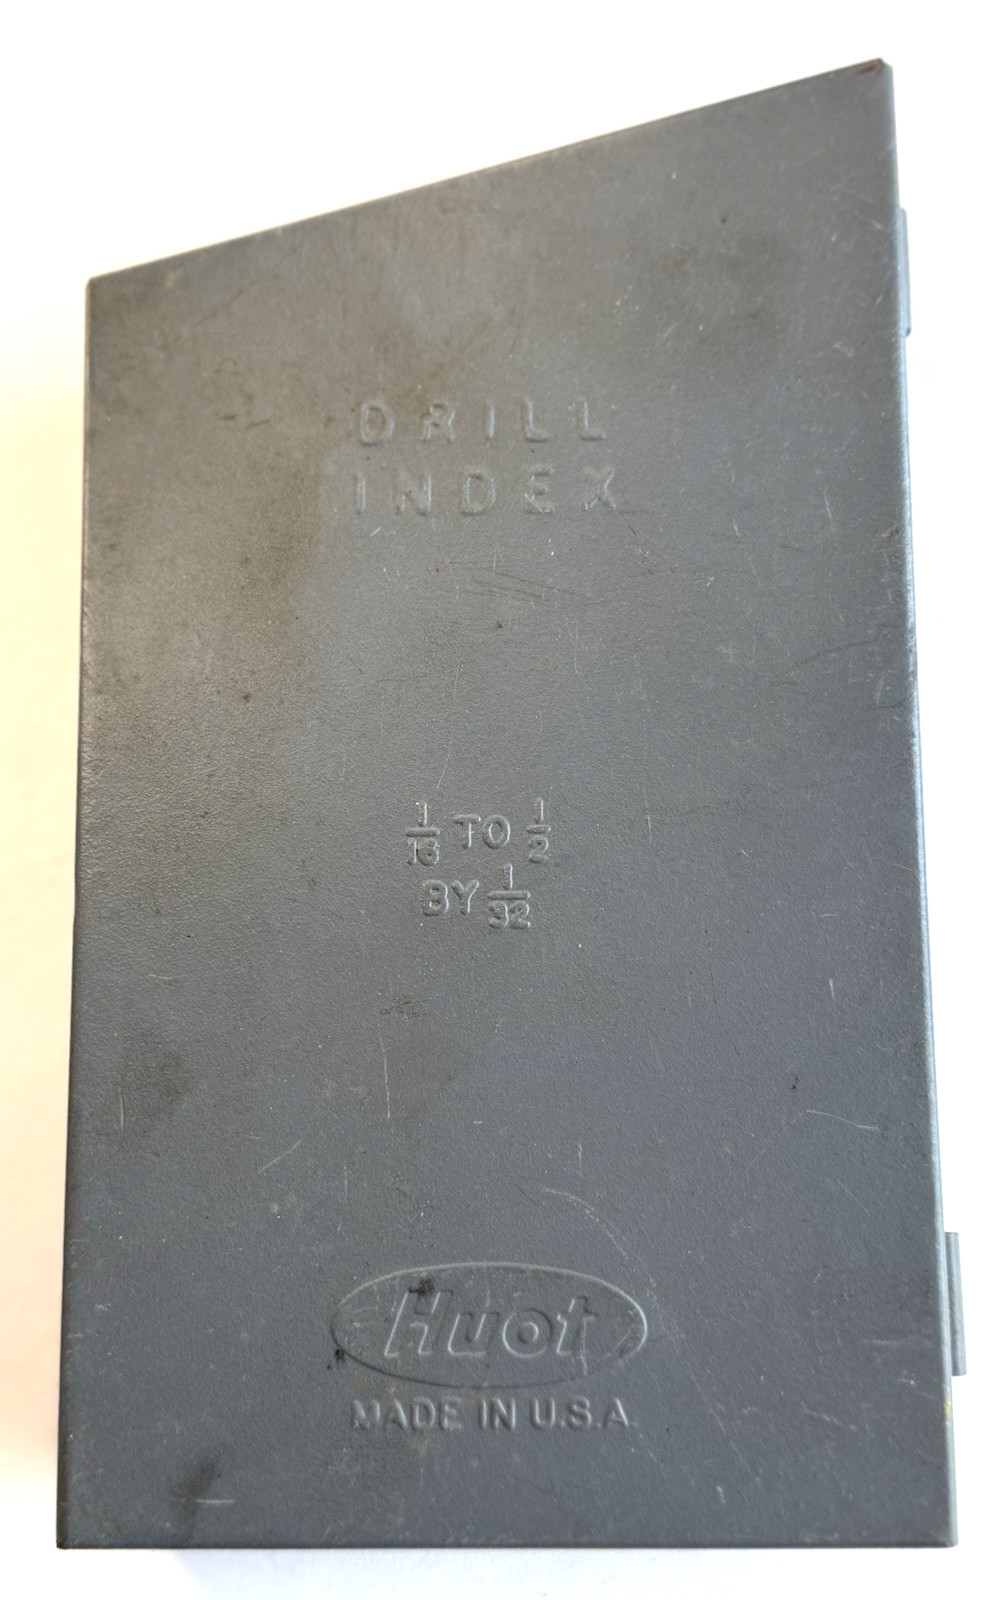 DRILL
INDEX
1/16 TO 1/2
BY 1/32
Huot
MADE IN U.S.A.